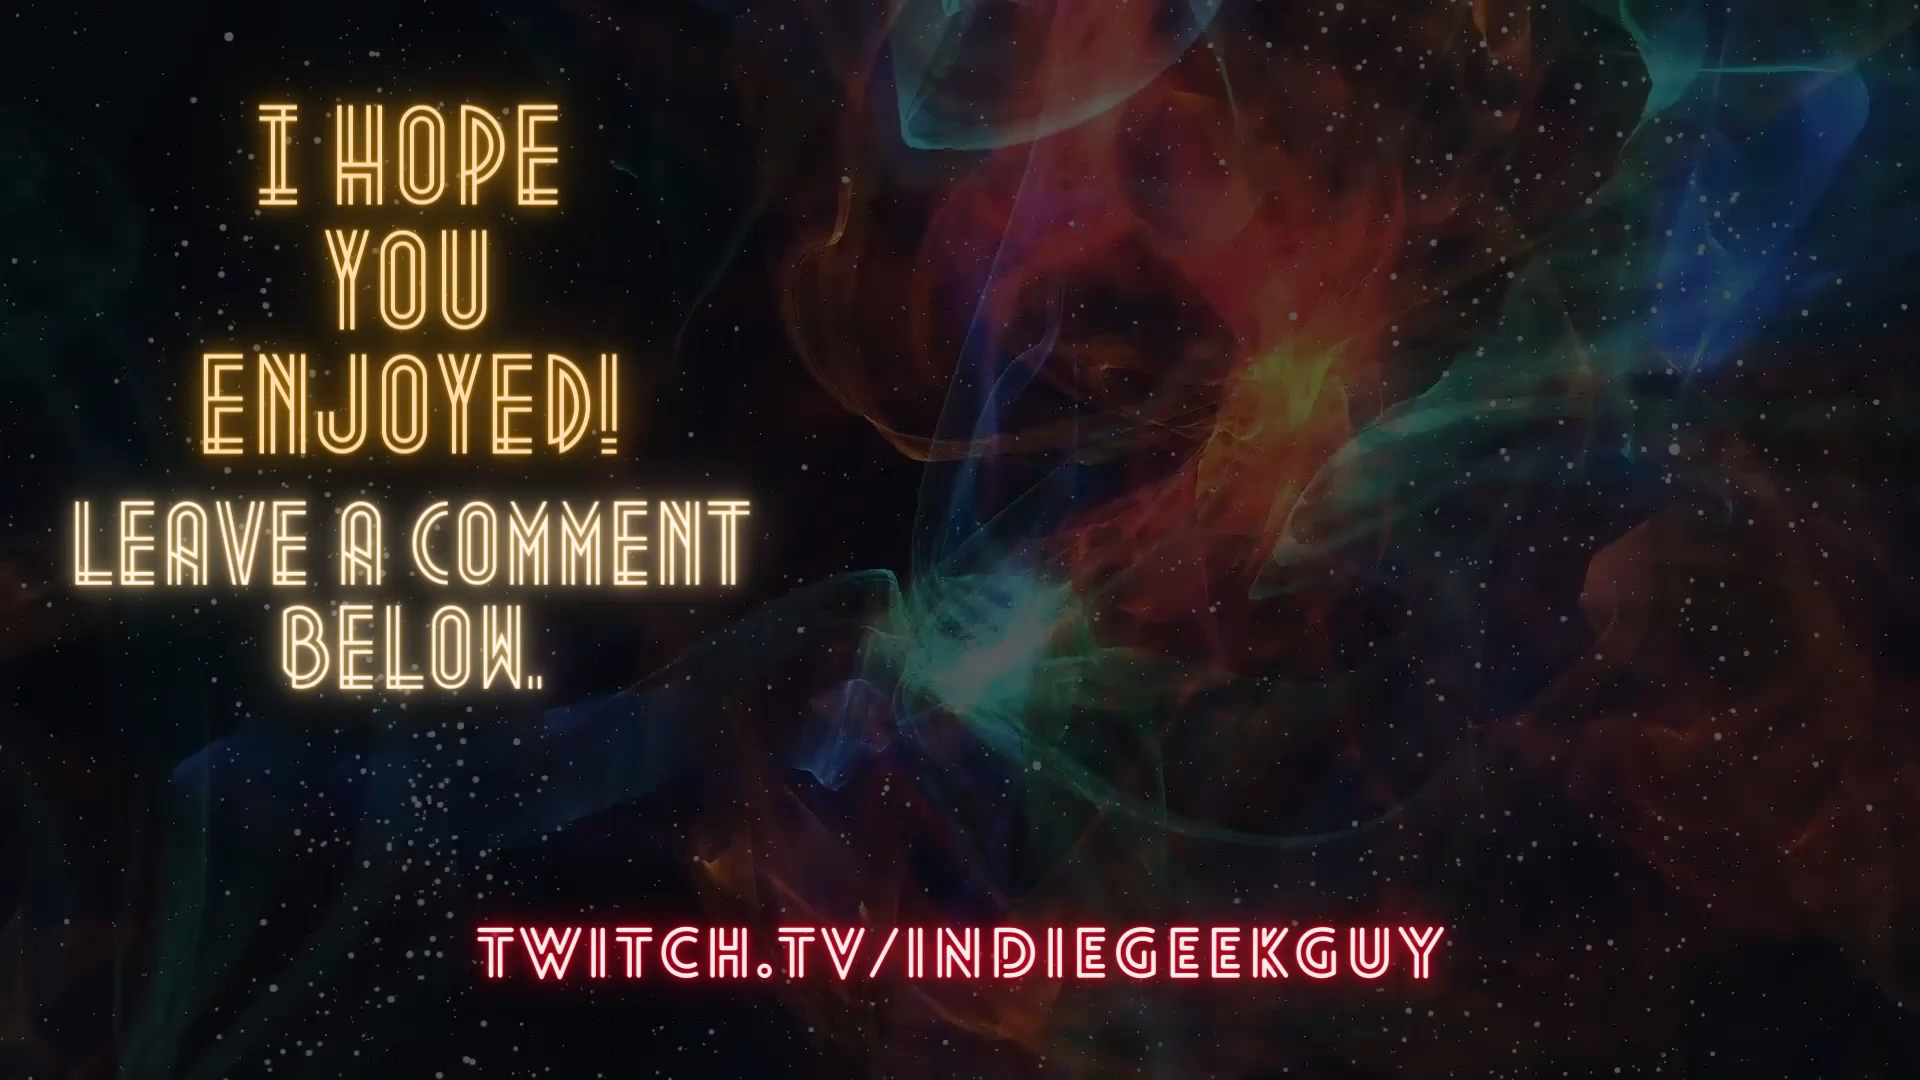 I HOPE
YOU
ENJOYED!
LEAVE A COMMENT
BELOW..
TWITCH.TV/INDIEGEEKGUY